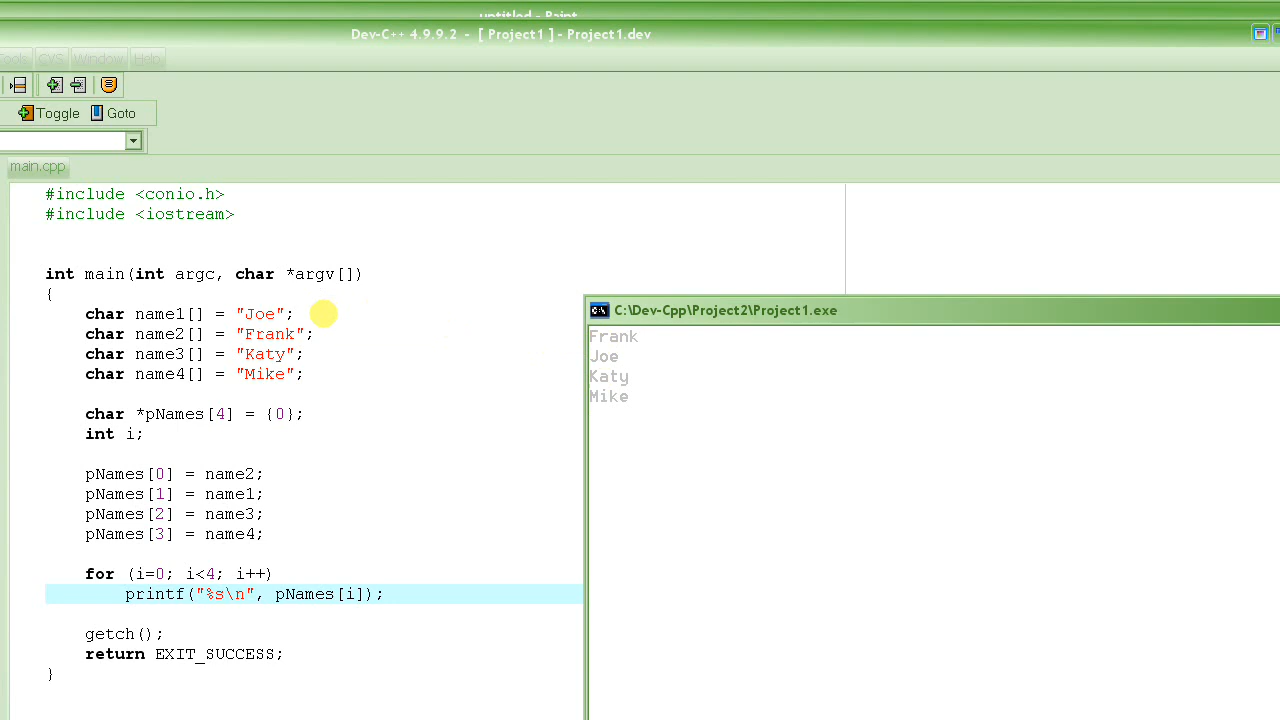 untitled - Paint
Dev-C++ 4.9.9.2 - [ Project1 ] - Project1.dev
Tools CVS Window Help
Toggle Goto
main.cpp
#include <conio.h>
#include <iostream>
int main(int argc, char *argv[])
{
char name1[] = "Joe";
char name2[] = "Frank";
char name3[] = "Katy";
char name4[] = "Mike";
char *pNames[4] = {0};
int i;
pNames[0] = name2;
pNames[1] = name1;
pNames[2] = name3;
pNames[3] = name4;
for (i=0; i<4; i++)
printf("%s\n", pNames[i]);
getch();
return EXIT_SUCCESS;
}
C:\Dev-Cpp\Project2\Project1.exe
Frank
Joe
Katy
Mike